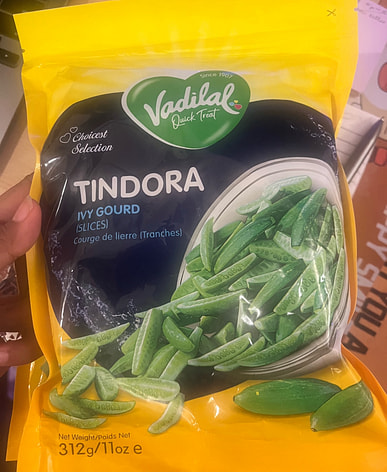 Since 1907
Vadilal
Quick Treat
Choicest
Selection
TINDORA
IVY GOURD
(SLICES)
Courge de lierre (Tranches)
Net Weight/Poids Net
312g/11oz e
YOU A